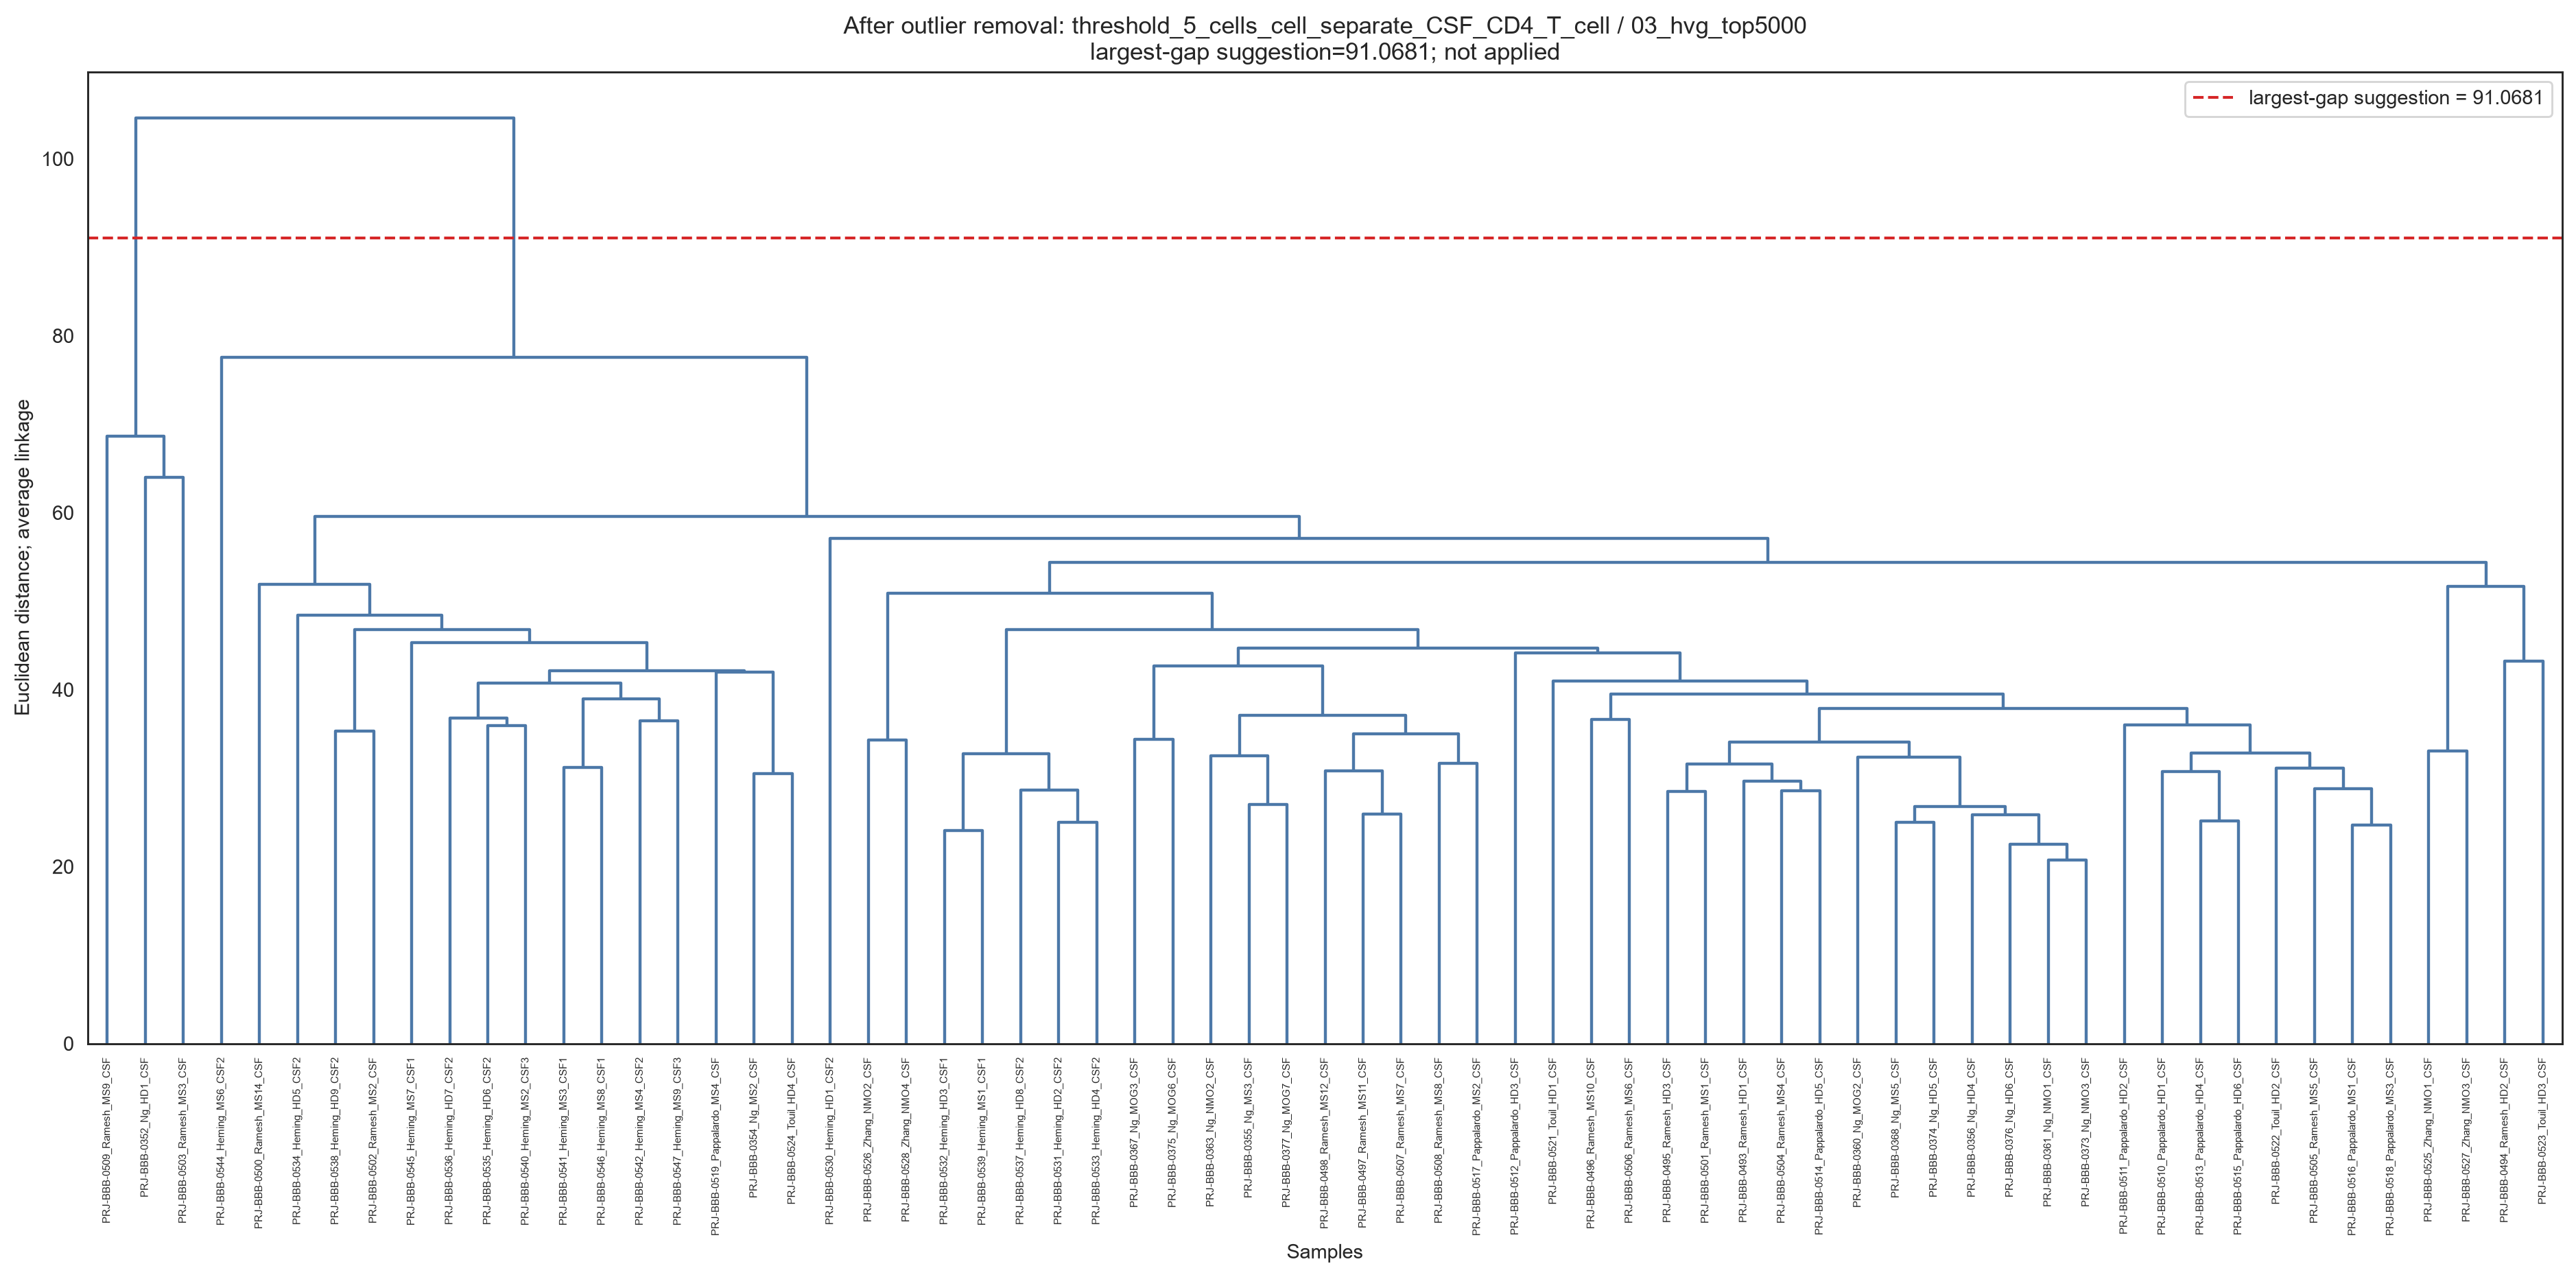 After outlier removal: threshold_5_cells_cell_separate_CSF_CD4_T_cell / 03_hvg_top5000
largest-gap suggestion=91.0681; not applied
largest-gap suggestion = 91.0681
Euclidean distance; average linkage
100
80
60
40
20
0
PRJ-BBB-0509_Ramesh_MS9_CSF
PRJ-BBB-0352_Ng_HD1_CSF
PRJ-BBB-0503_Ramesh_MS3_CSF
PRJ-BBB-0544_Heming_MS6_CSF2
PRJ-BBB-0500_Ramesh_MS14_CSF
PRJ-BBB-0534_Heming_HD5_CSF2
PRJ-BBB-0538_Heming_HD9_CSF2
PRJ-BBB-0502_Ramesh_MS2_CSF
PRJ-BBB-0545_Heming_MS7_CSF1
PRJ-BBB-0536_Heming_HD7_CSF2
PRJ-BBB-0535_Heming_HD6_CSF2
PRJ-BBB-0540_Heming_MS2_CSF3
PRJ-BBB-0541_Heming_MS3_CSF1
PRJ-BBB-0546_Heming_MS8_CSF1
PRJ-BBB-0542_Heming_MS4_CSF2
PRJ-BBB-0547_Heming_MS9_CSF3
PRJ-BBB-0519_Pappalardo_MS4_CSF
PRJ-BBB-0354_Ng_MS2_CSF
PRJ-BBB-0524_Touil_HD4_CSF
PRJ-BBB-0530_Heming_HD1_CSF2
PRJ-BBB-0526_Zhang_NMO2_CSF
PRJ-BBB-0528_Zhang_NMO4_CSF
PRJ-BBB-0532_Heming_HD3_CSF1
PRJ-BBB-0539_Heming_MS1_CSF1
PRJ-BBB-0537_Heming_HD8_CSF2
PRJ-BBB-0531_Heming_HD2_CSF2
PRJ-BBB-0533_Heming_HD4_CSF2
PRJ-BBB-0367_Ng_MOG3_CSF
PRJ-BBB-0375_Ng_MOG6_CSF
PRJ-BBB-0363_Ng_NMO2_CSF
PRJ-BBB-0355_Ng_MS3_CSF
PRJ-BBB-0377_Ng_MOG7_CSF
PRJ-BBB-0498_Ramesh_MS12_CSF
PRJ-BBB-0497_Ramesh_MS11_CSF
PRJ-BBB-0507_Ramesh_MS7_CSF
PRJ-BBB-0508_Ramesh_MS8_CSF
PRJ-BBB-0517_Pappalardo_MS2_CSF
PRJ-BBB-0512_Pappalardo_HD3_CSF
PRJ-BBB-0521_Touil_HD1_CSF
PRJ-BBB-0496_Ramesh_MS10_CSF
PRJ-BBB-0506_Ramesh_MS6_CSF
PRJ-BBB-0495_Ramesh_HD3_CSF
PRJ-BBB-0501_Ramesh_MS1_CSF
PRJ-BBB-0493_Ramesh_HD1_CSF
PRJ-BBB-0504_Ramesh_MS4_CSF
PRJ-BBB-0514_Pappalardo_HD5_CSF
PRJ-BBB-0360_Ng_MOG2_CSF
PRJ-BBB-0368_Ng_MS5_CSF
PRJ-BBB-0374_Ng_HD5_CSF
PRJ-BBB-0356_Ng_HD4_CSF
PRJ-BBB-0376_Ng_HD6_CSF
PRJ-BBB-0361_Ng_NMO1_CSF
PRJ-BBB-0373_Ng_NMO3_CSF
PRJ-BBB-0511_Pappalardo_HD2_CSF
PRJ-BBB-0510_Pappalardo_HD1_CSF
PRJ-BBB-0513_Pappalardo_HD4_CSF
PRJ-BBB-0515_Pappalardo_HD6_CSF
PRJ-BBB-0522_Touil_HD2_CSF
PRJ-BBB-0505_Ramesh_MS5_CSF
PRJ-BBB-0516_Pappalardo_MS1_CSF
PRJ-BBB-0518_Pappalardo_MS3_CSF
PRJ-BBB-0525_Zhang_NMO1_CSF
PRJ-BBB-0527_Zhang_NMO3_CSF
PRJ-BBB-0494_Ramesh_HD2_CSF
PRJ-BBB-0523_Touil_HD3_CSF
Samples